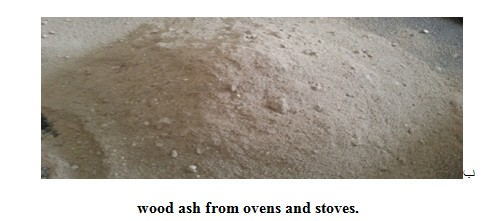 ب
wood ash from ovens and stoves.